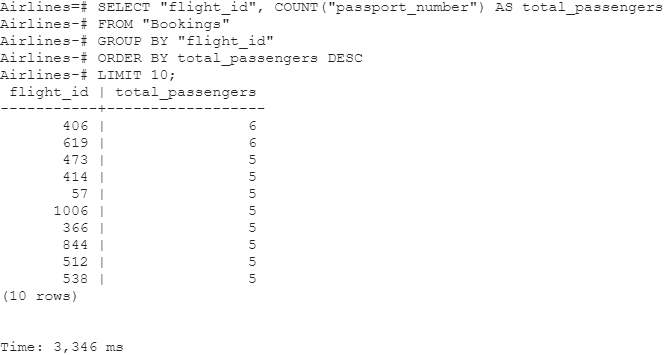 Airlines=# SELECT "flight_id", COUNT("passport_number") AS total_passengers
Airlines-# FROM "Bookings"
Airlines-# GROUP BY "flight_id"
Airlines-# ORDER BY total_passengers DESC
Airlines-# LIMIT 10;
 flight_id | total_passengers
-----------+------------------
       406 |                6
       619 |                6
       473 |                5
       414 |                5
        57 |                5
      1006 |                5
       366 |                5
       844 |                5
       512 |                5
       538 |                5
(10 rows)
Time: 3,346 ms